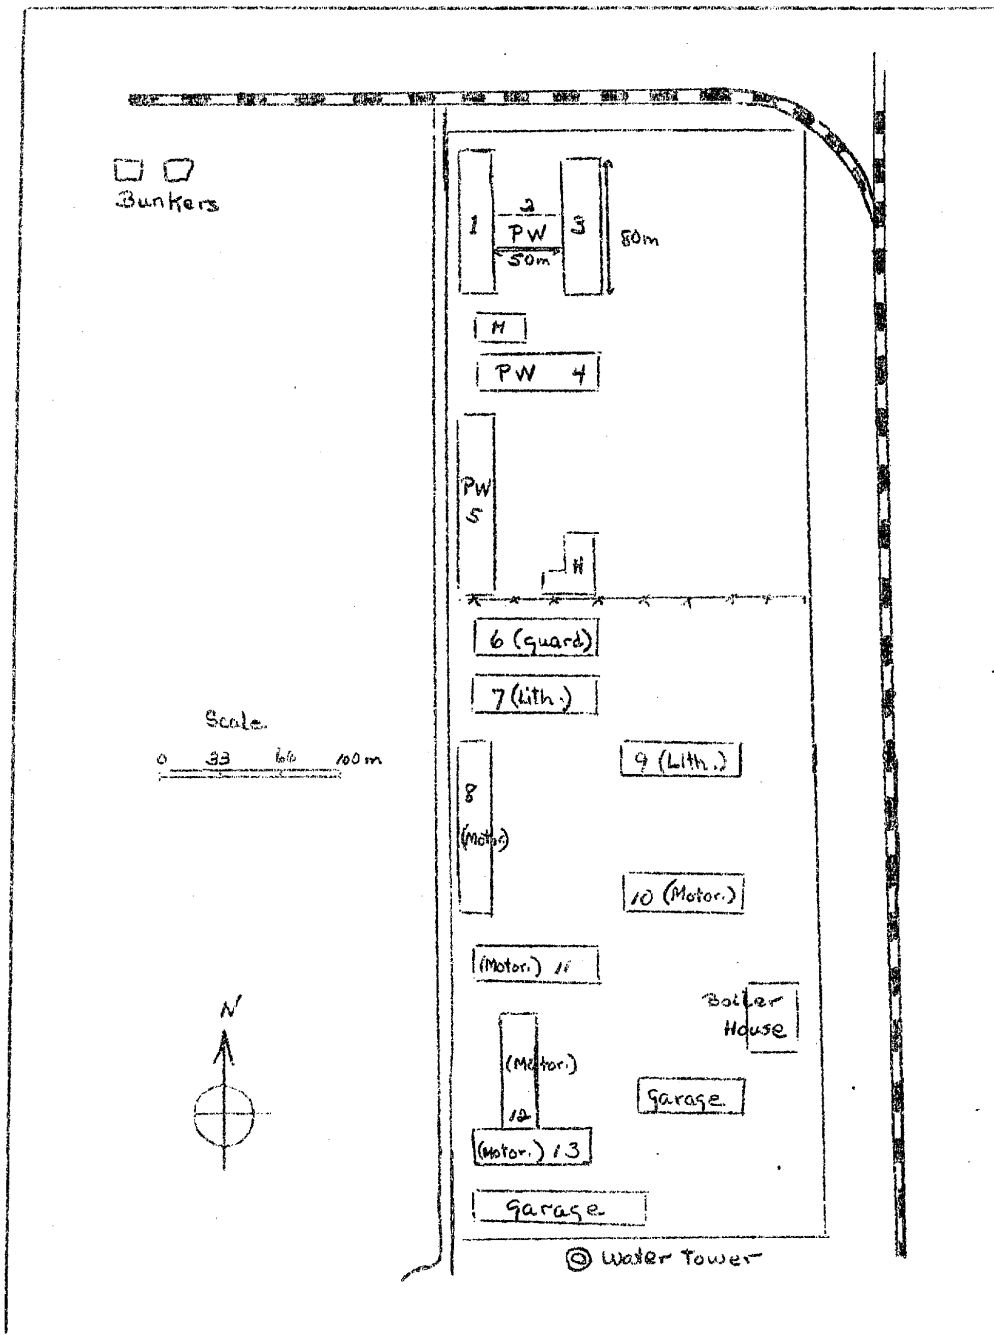 Bunkers
1
2
PW
50m
3
80m
H
PW 4
PW
5
H
6 (guard)
7 (Lith.)
Scale
0 33 66 100m
8
(Motor.)
9 (Lith.)
10 (Motor.)
(Motor.) 11
Boiler
House
N
(Motor.)
12
garage
(Motor.) 13
garage
Water Tower